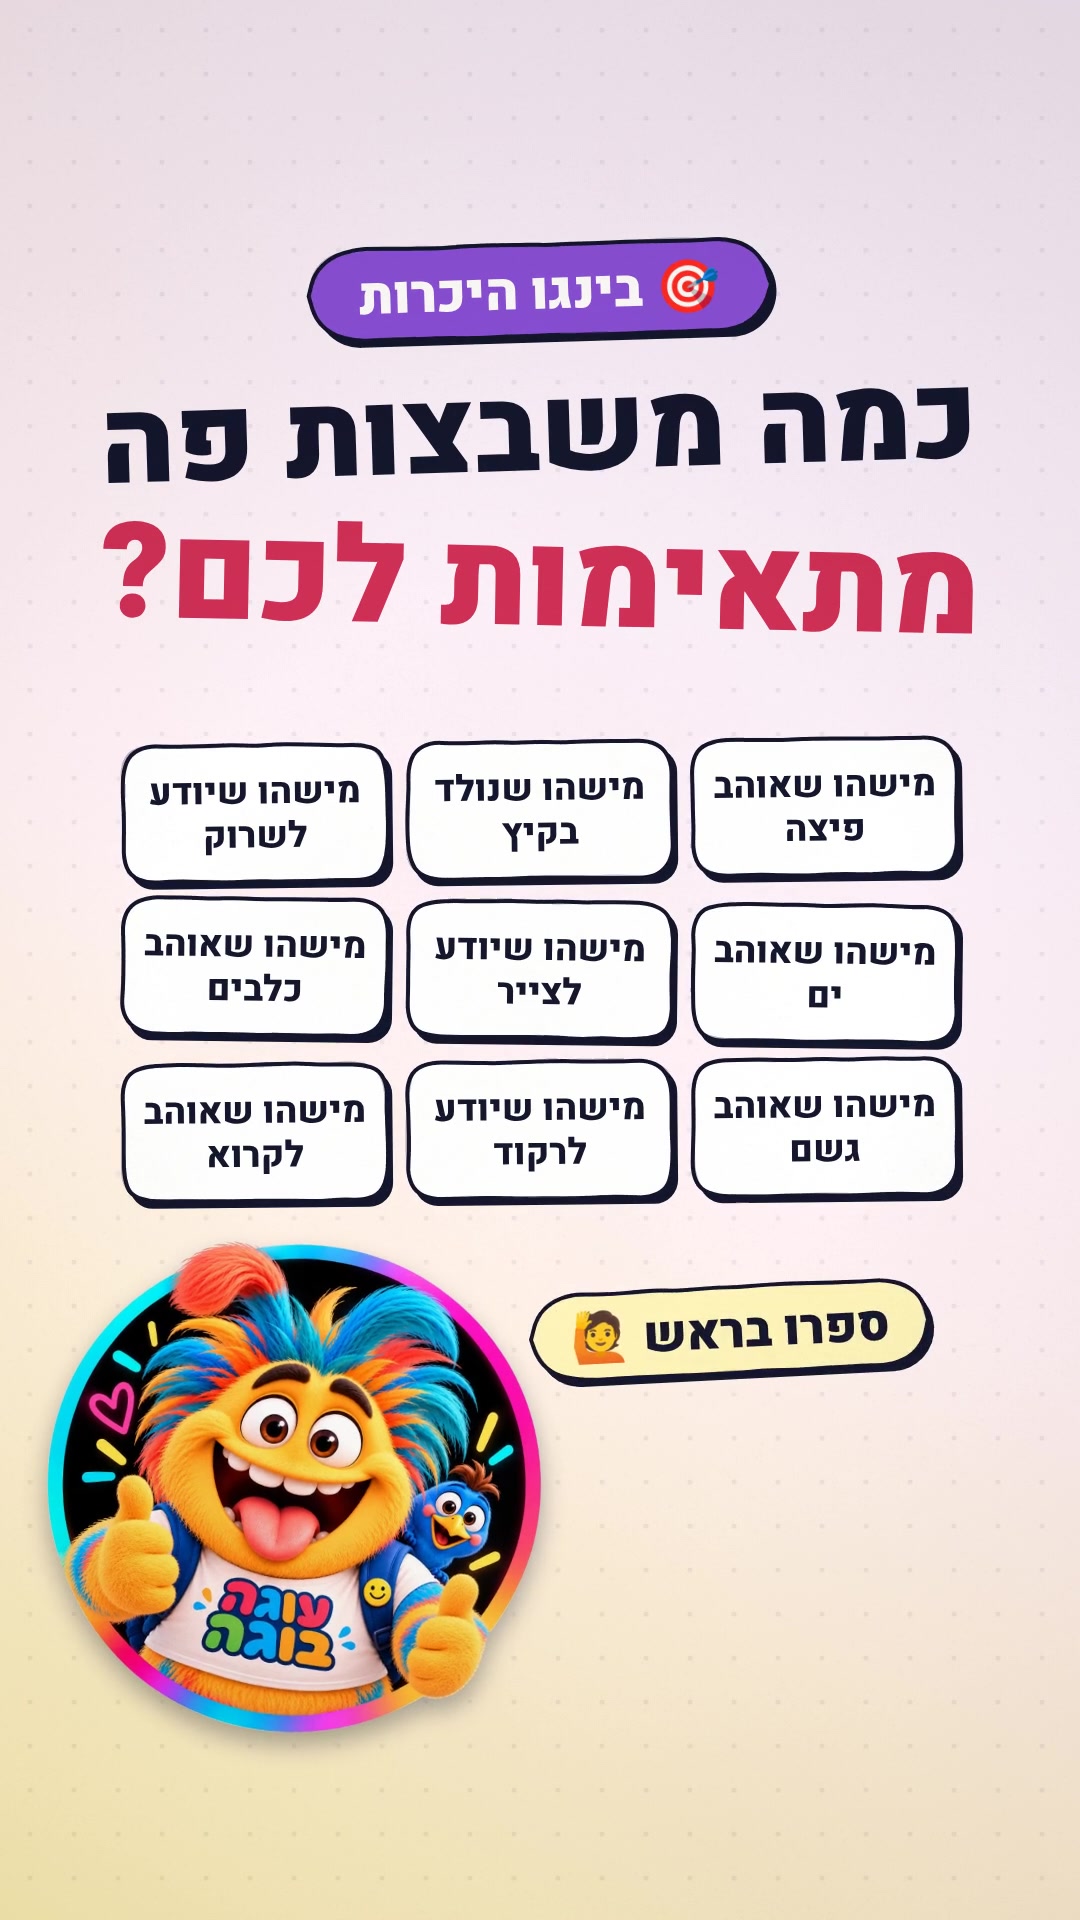 🎯 בינגו היכרות
כמה משבצות פה
מתאימות לכם?
מישהו שאוהב
פיצה
מישהו שנולד
בקיץ
מישהו שיודע
לשרוק
מישהו שאוהב
ים
מישהו שיודע
לצייר
מישהו שאוהב
כלבים
מישהו שאוהב
גשם
מישהו שיודע
לרקוד
מישהו שאוהב
לקרוא
ספרו בראש 🙋
עוגה
בוגה